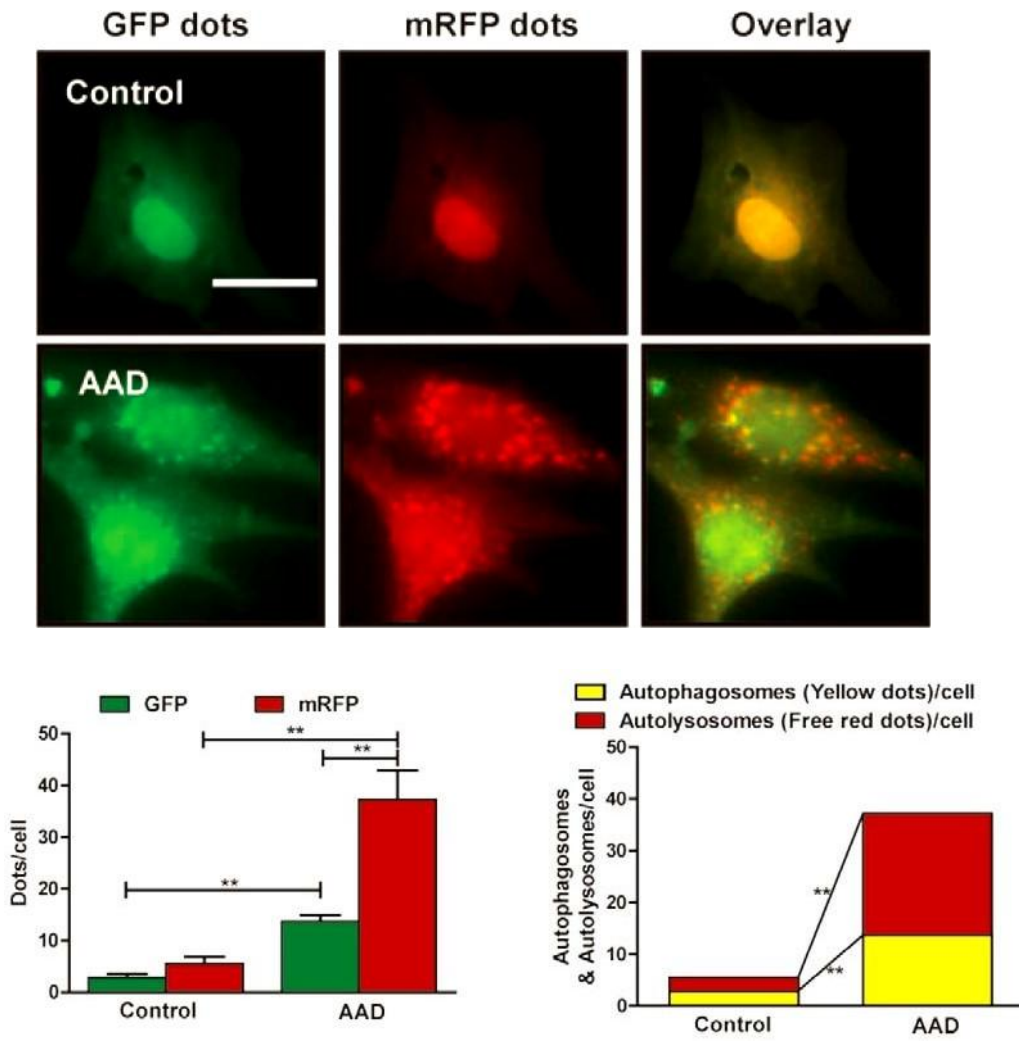 GFP dots mRFP dots Overlay
Control
AAD
GFP mRFP
50
40
30
20
10
0
Dots/cell
**
**
**
Control AAD
Autophagosomes (Yellow dots)/cell
Autolysosomes (Free red dots)/cell
50
40
30
20
10
0
Autophagosomes
& Autolysosomes/cell
**
**
Control AAD